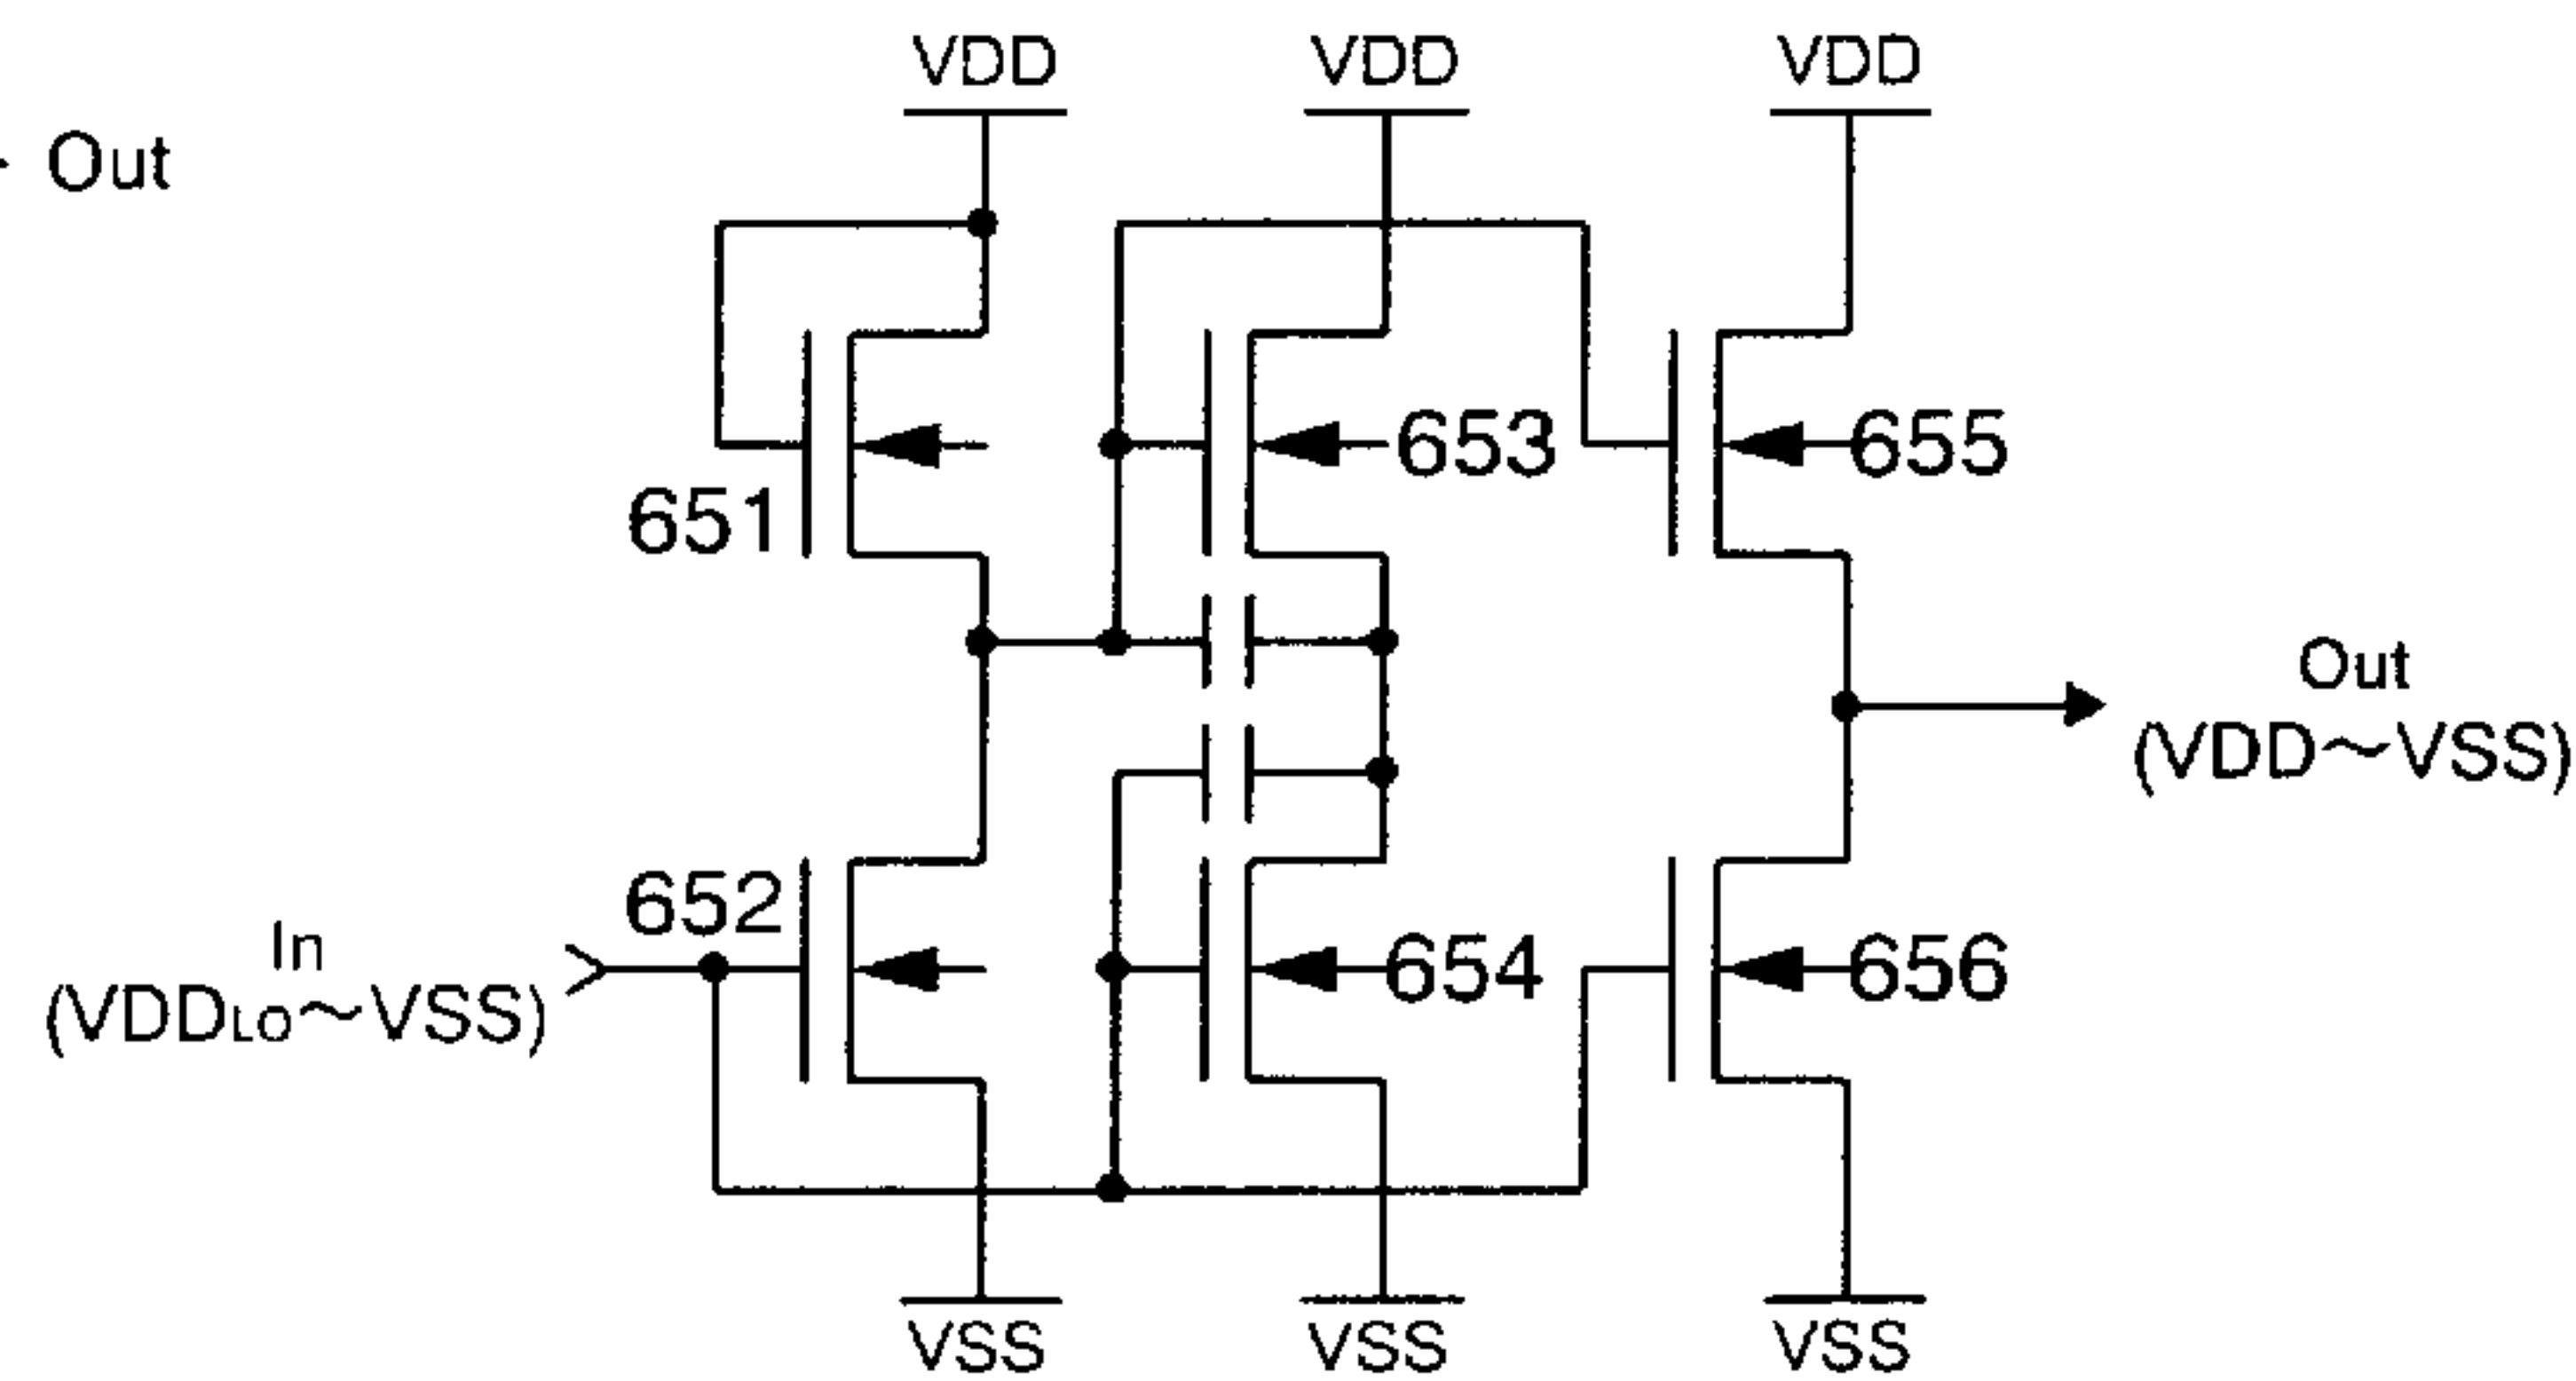 VDD VDD VDD
Out
653 655
651
Out
(VDD～VSS)
652
In
(VDDLO～VSS)
654 656
VSS VSS VSS